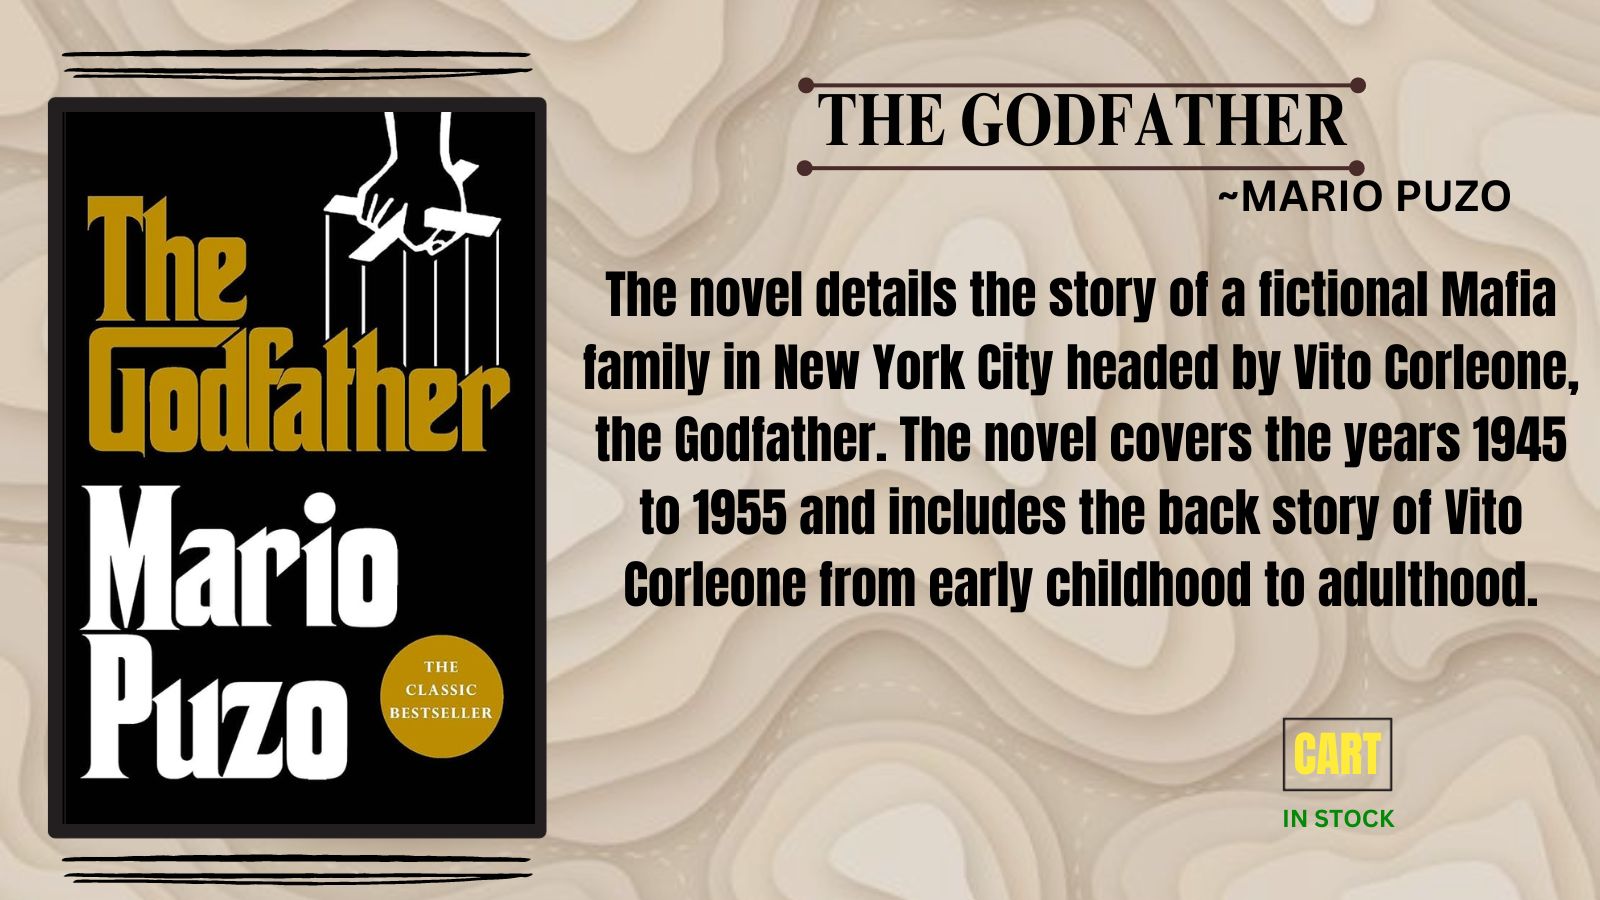 The
Godfather
Mario
Puzo
THE
CLASSIC
BESTSELLER
THE GODFATHER
~MARIO PUZO
The novel details the story of a fictional Mafia
family in New York City headed by Vito Corleone,
the Godfather. The novel covers the years 1945
to 1955 and includes the back story of Vito
Corleone from early childhood to adulthood.
CART
IN STOCK